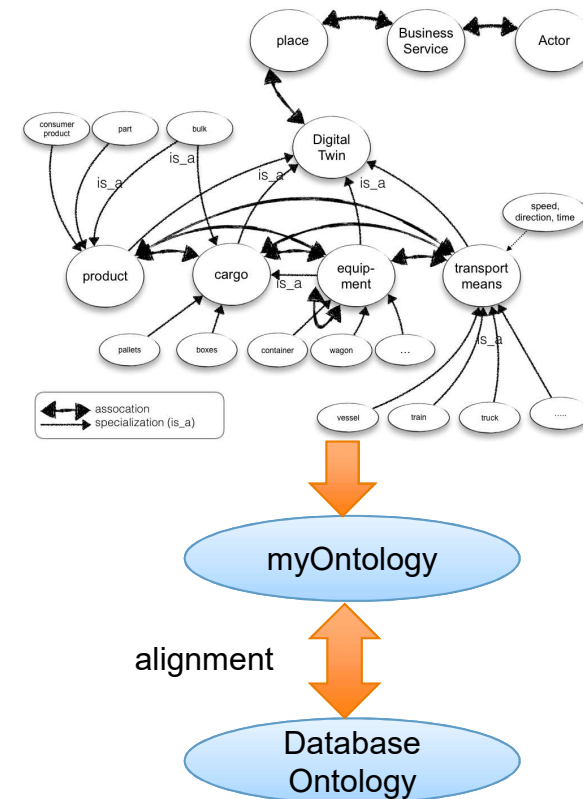 place
Business
Service
Actor
consumer
product
part
bulk
Digital
Twin
is_a
is_a
is_a
is_a
speed,
direction, time
product
cargo
equip-
ment
transport
means
is_a
pallets
boxes
container
wagon
...
is_a
assocation
specialization (is_a)
vessel
train
truck
.....
myOntology
alignment
Database
Ontology